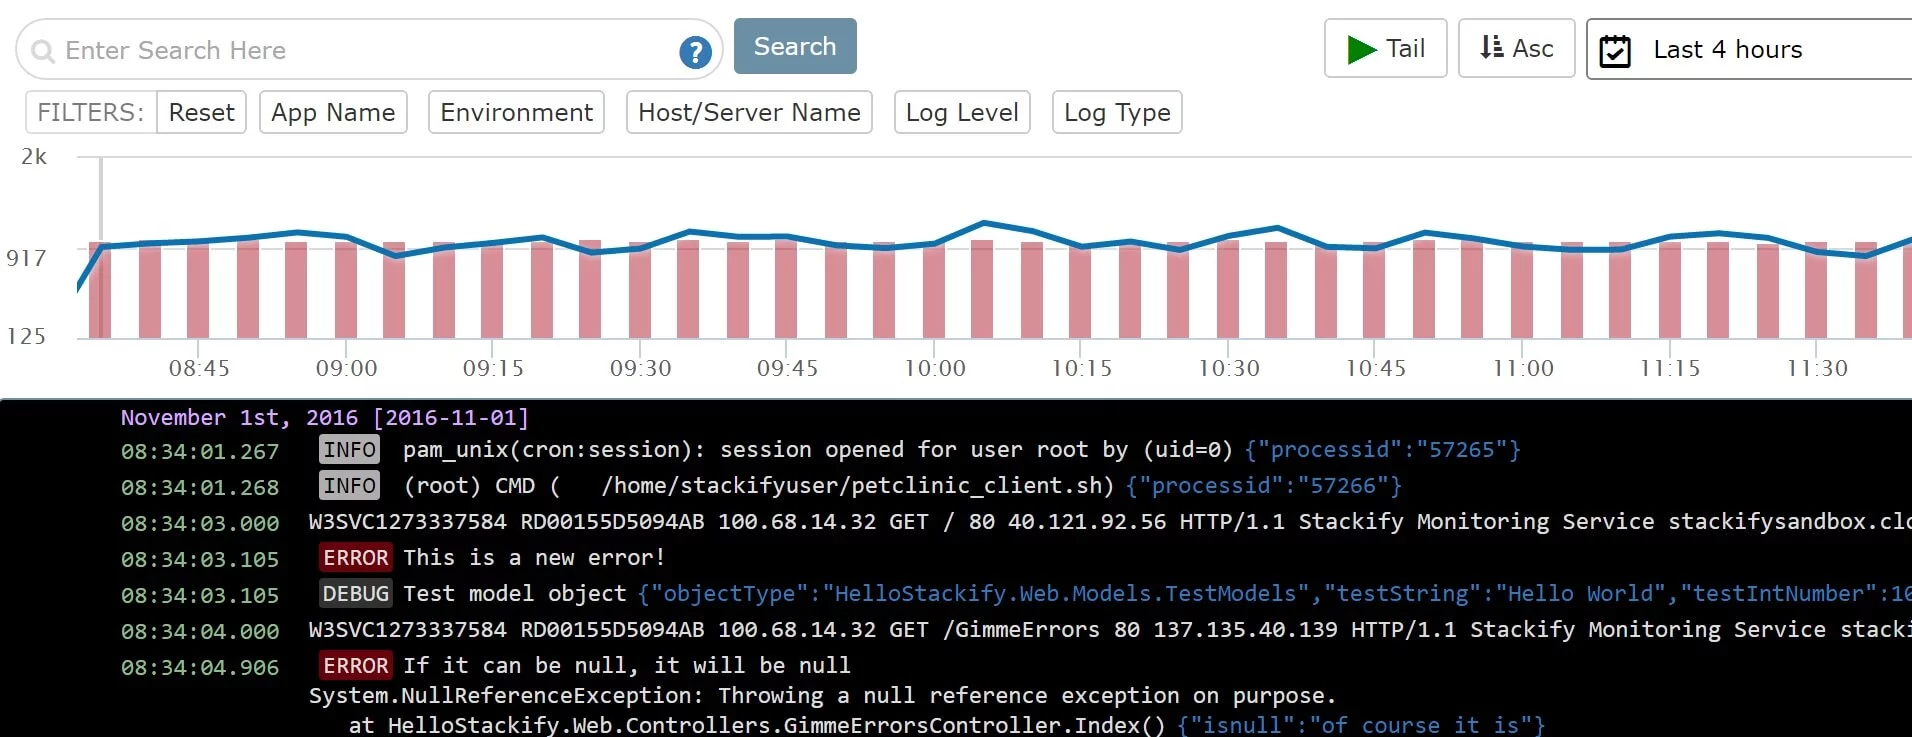 Enter Search Here ? Search Tail Asc Last 4 hours
FILTERS: Reset App Name Environment Host/Server Name Log Level Log Type
2k
917
125
08:45 09:00 09:15 09:30 09:45 10:00 10:15 10:30 10:45 11:00 11:15 11:30
November 1st, 2016 [2016-11-01]
08:34:01.267 INFO pam_unix(cron:session): session opened for user root by (uid=0) {"processid":"57265"}
08:34:01.268 INFO (root) CMD ( /home/stackifyuser/petclinic_client.sh) {"processid":"57266"}
08:34:03.000 W3SVC1273337584 RD00155D5094AB 100.68.14.32 GET / 80 40.121.92.56 HTTP/1.1 Stackify Monitoring Service stackifysandbox.clo
08:34:03.105 ERROR This is a new error!
08:34:03.105 DEBUG Test model object {"objectType":"HelloStackify.Web.Models.TestModels","testString":"Hello World","testIntNumber":10
08:34:04.000 W3SVC1273337584 RD00155D5094AB 100.68.14.32 GET /GimmeErrors 80 137.135.40.139 HTTP/1.1 Stackify Monitoring Service stacki
08:34:04.906 ERROR If it can be null, it will be null
System.NullReferenceException: Throwing a null reference exception on purpose.
at HelloStackify.Web.Controllers.GimmeErrorsController.Index() {"isnull":"of course it is"}